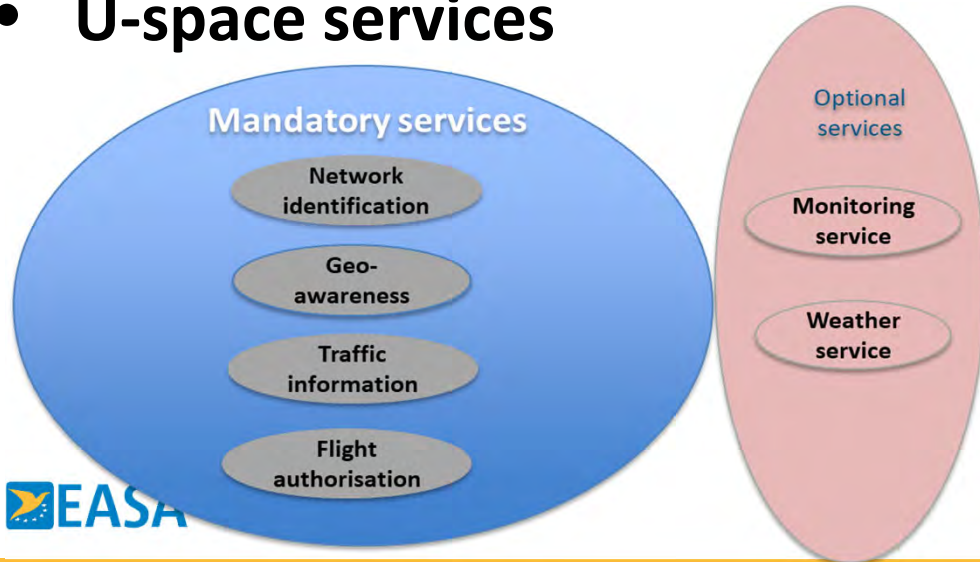 • U-space services
Mandatory services
Network
identification
Geo-
awareness
Traffic
information
Flight
authorisation
Optional
services
Monitoring
service
Weather
service
EASA